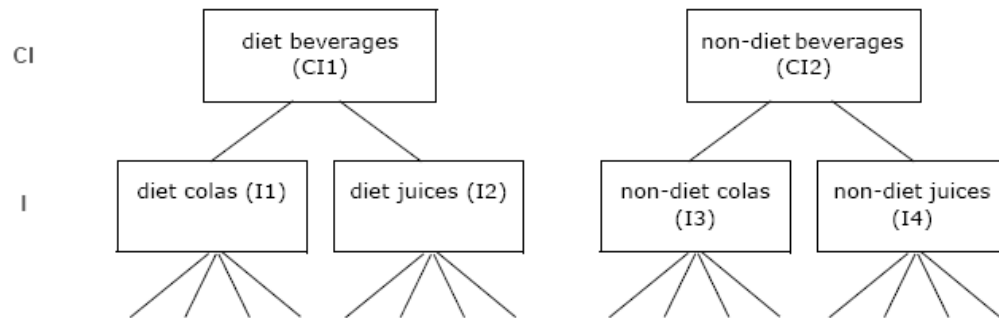 CI
diet beverages
(CI1)
non-diet beverages
(CI2)
I
diet colas (I1)
diet juices (I2)
non-diet colas
(I3)
non-diet juices
(I4)